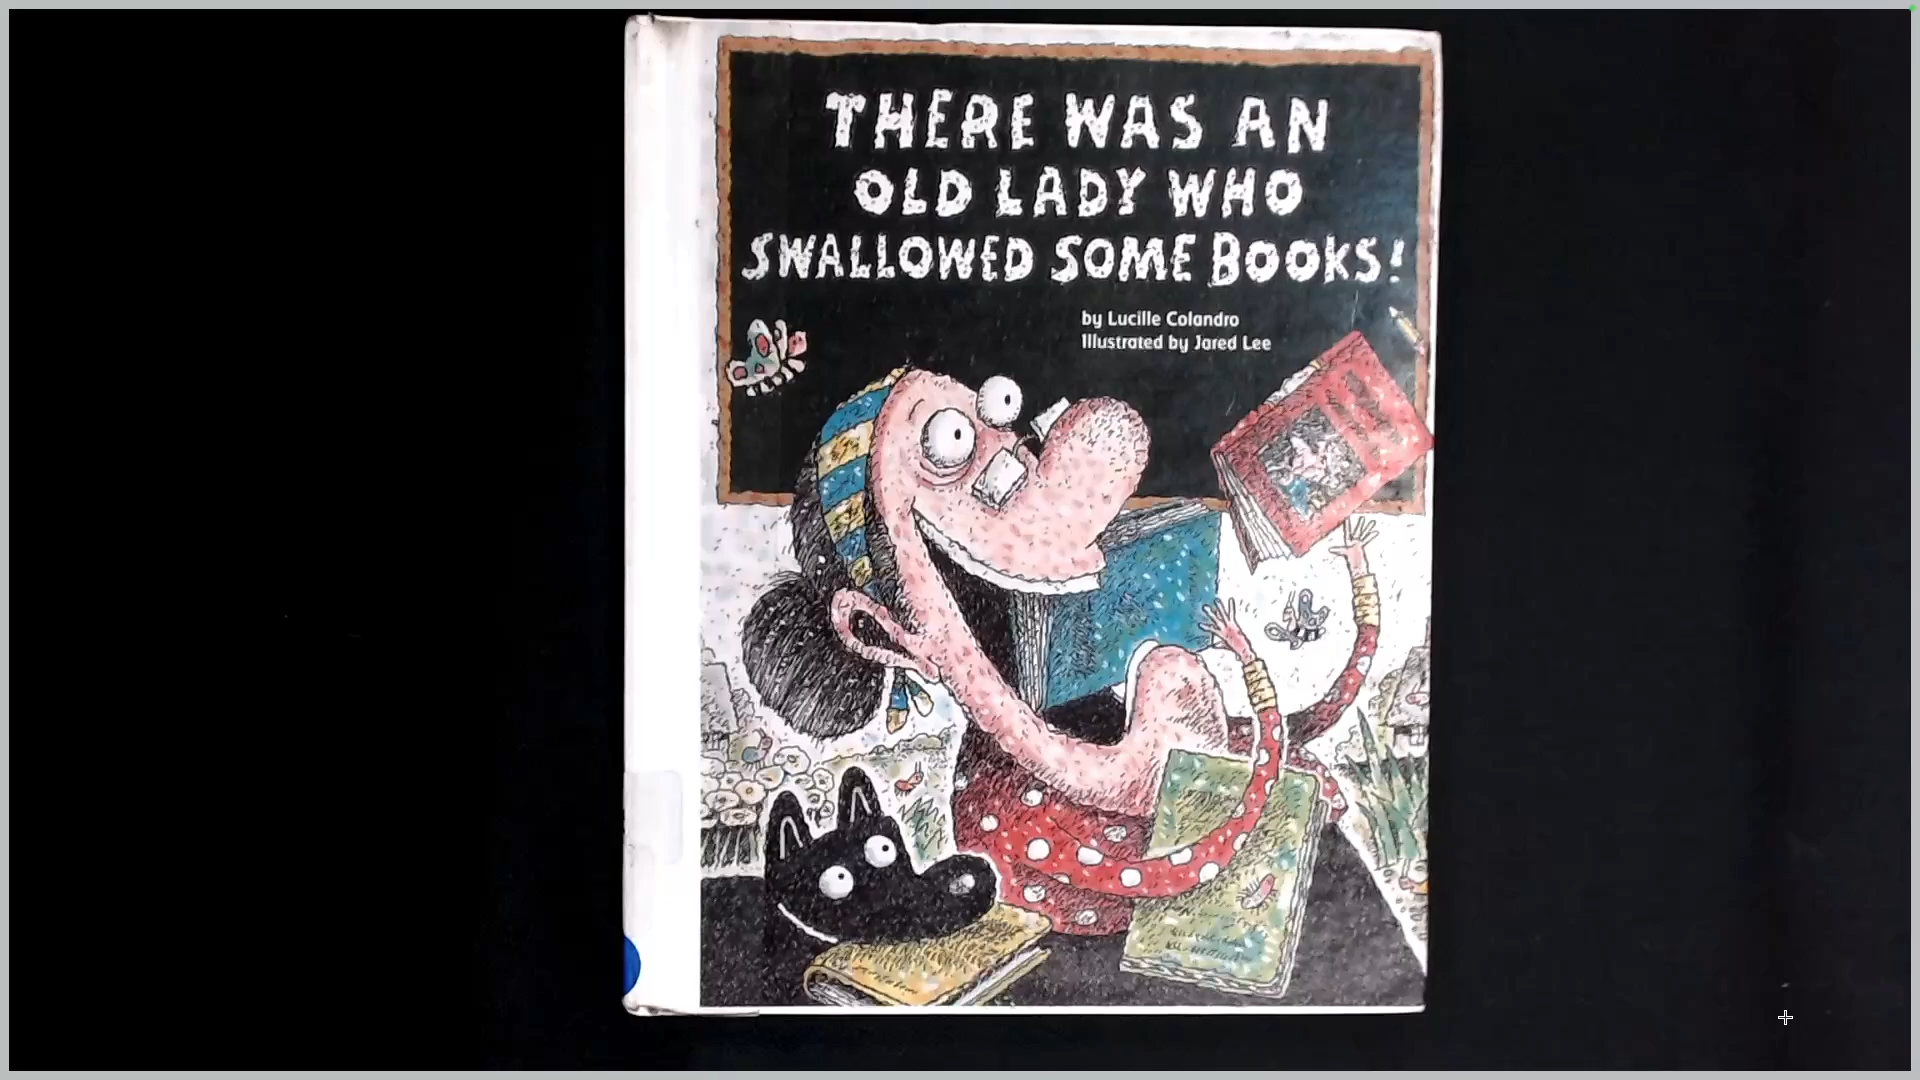 THERE WAS AN
OLD LADY WHO
SWALLOWED SOME BOOKS!
by Lucille Colandro
Illustrated by Jared Lee